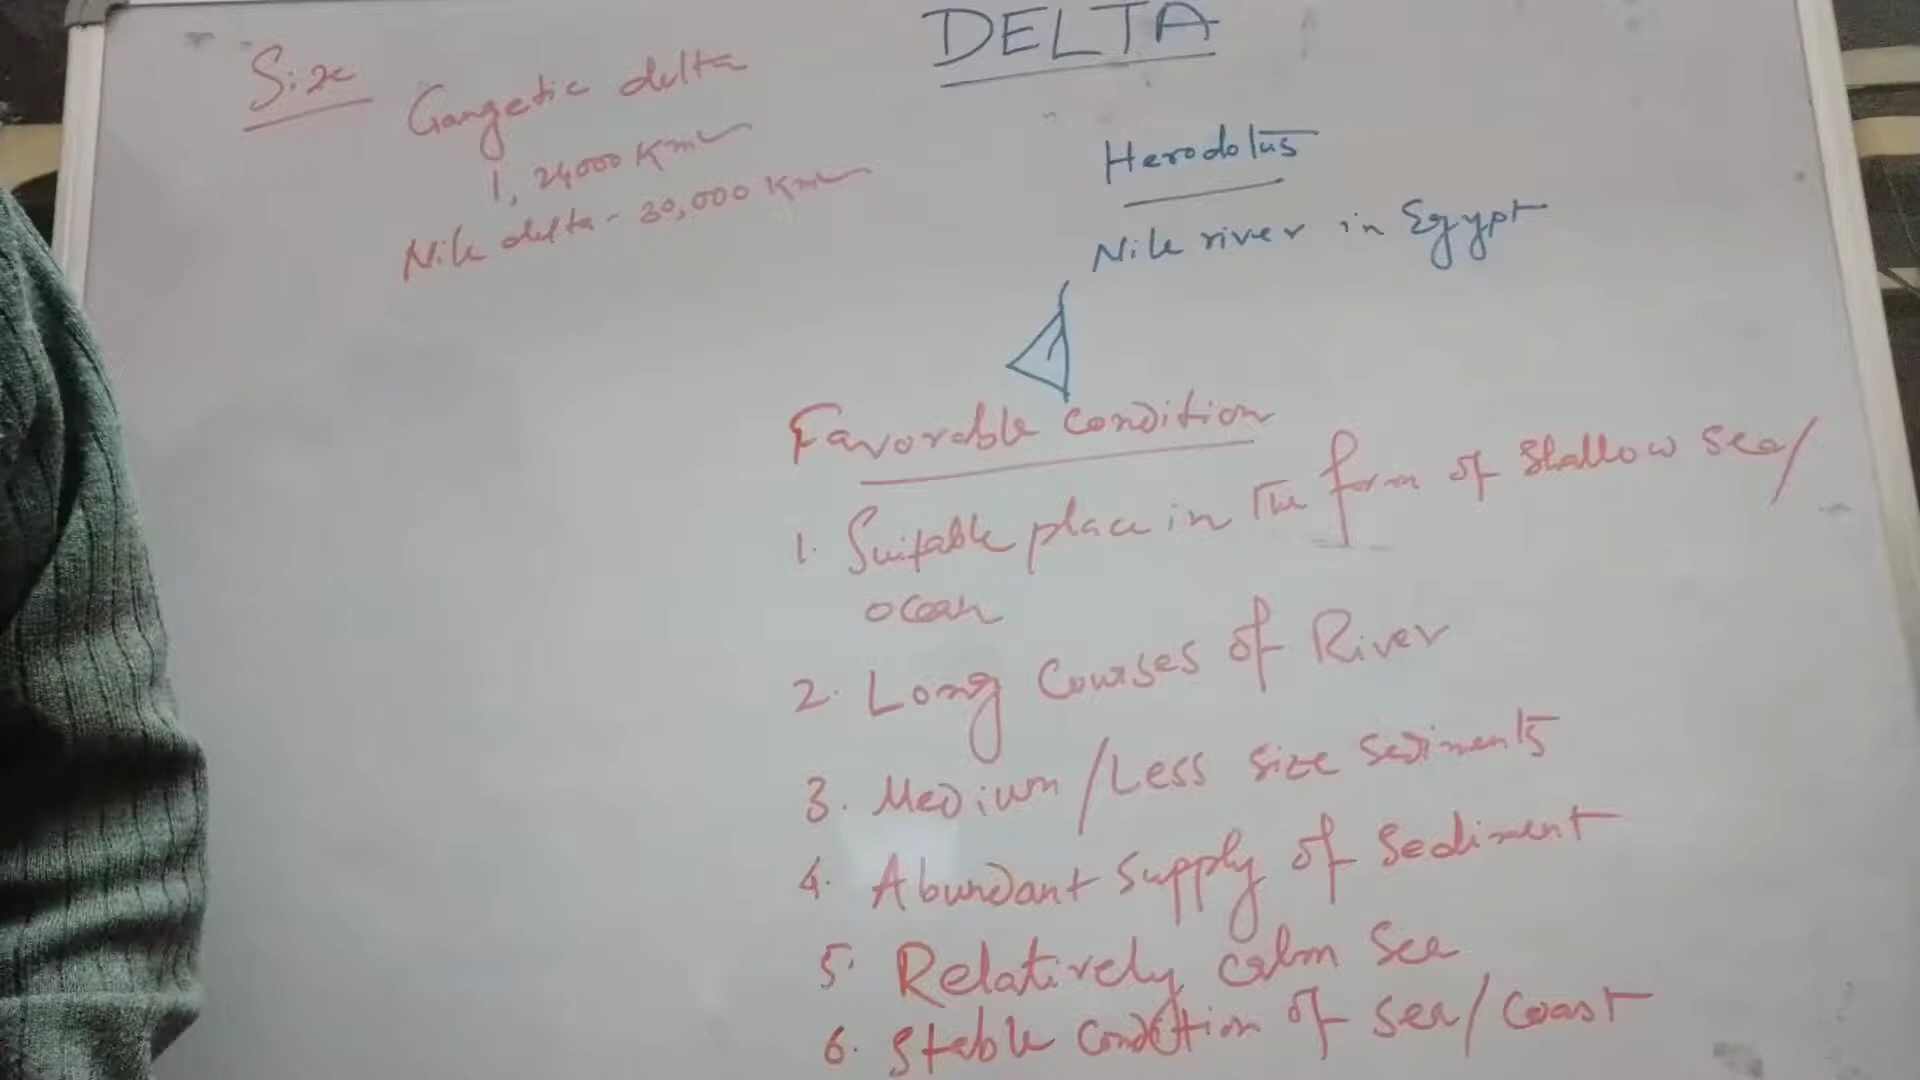 DELTA
Size
Gangetic delta
1,24000 Km²
Nile delta - 30,000 Km²
Herodotus
Nile river in Egypt
Favorable condition
1. Suitable place in the form of Shallow Sea/
ocean
2. Long Courses of River
3. Medium/Less size sediments
4. Abundant supply of Sediment
5. Relatively calm Sea
6. Stable condition of sea/coast